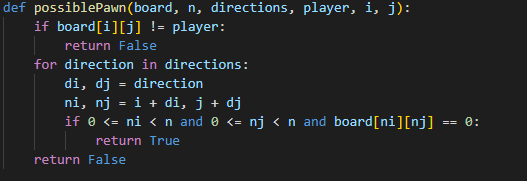 def possiblePawn(board, n, directions, player, i, j):
    if board[i][j] != player:
        return False
    for direction in directions:
        di, dj = direction
        ni, nj = i + di, j + dj
        if 0 <= ni < n and 0 <= nj < n and board[ni][nj] == 0:
            return True
    return False